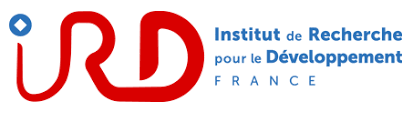 iRD
Institut de Recherche
pour le Développement
FRANCE